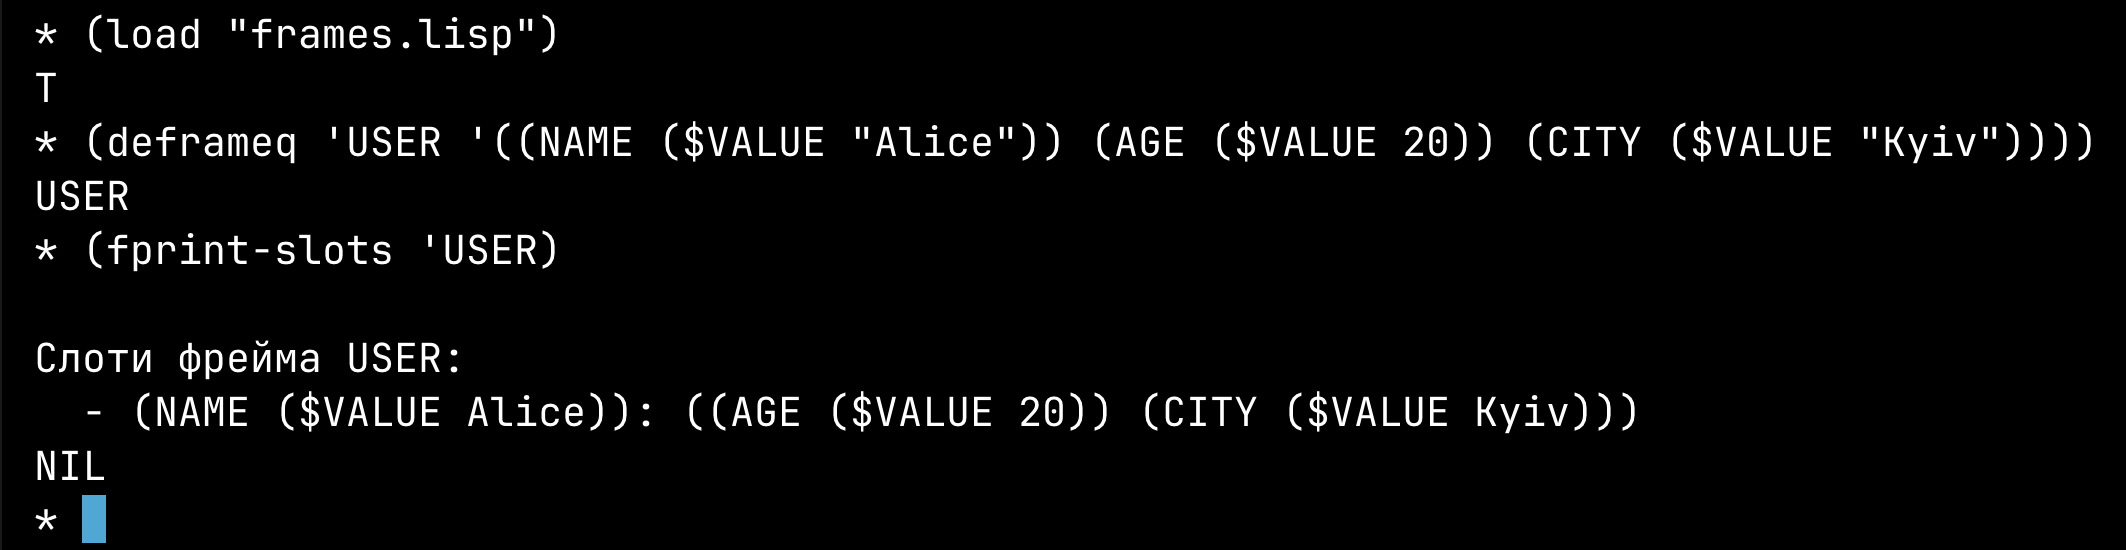 * (load "frames.lisp")
T
* (deframeq 'USER '((NAME ($VALUE "Alice")) (AGE ($VALUE 20)) (CITY ($VALUE "Kyiv"))))
USER
* (fprint-slots 'USER)
Слоти фрейма USER:
- (NAME ($VALUE Alice)): ((AGE ($VALUE 20)) (CITY ($VALUE Kyiv)))
NIL
*